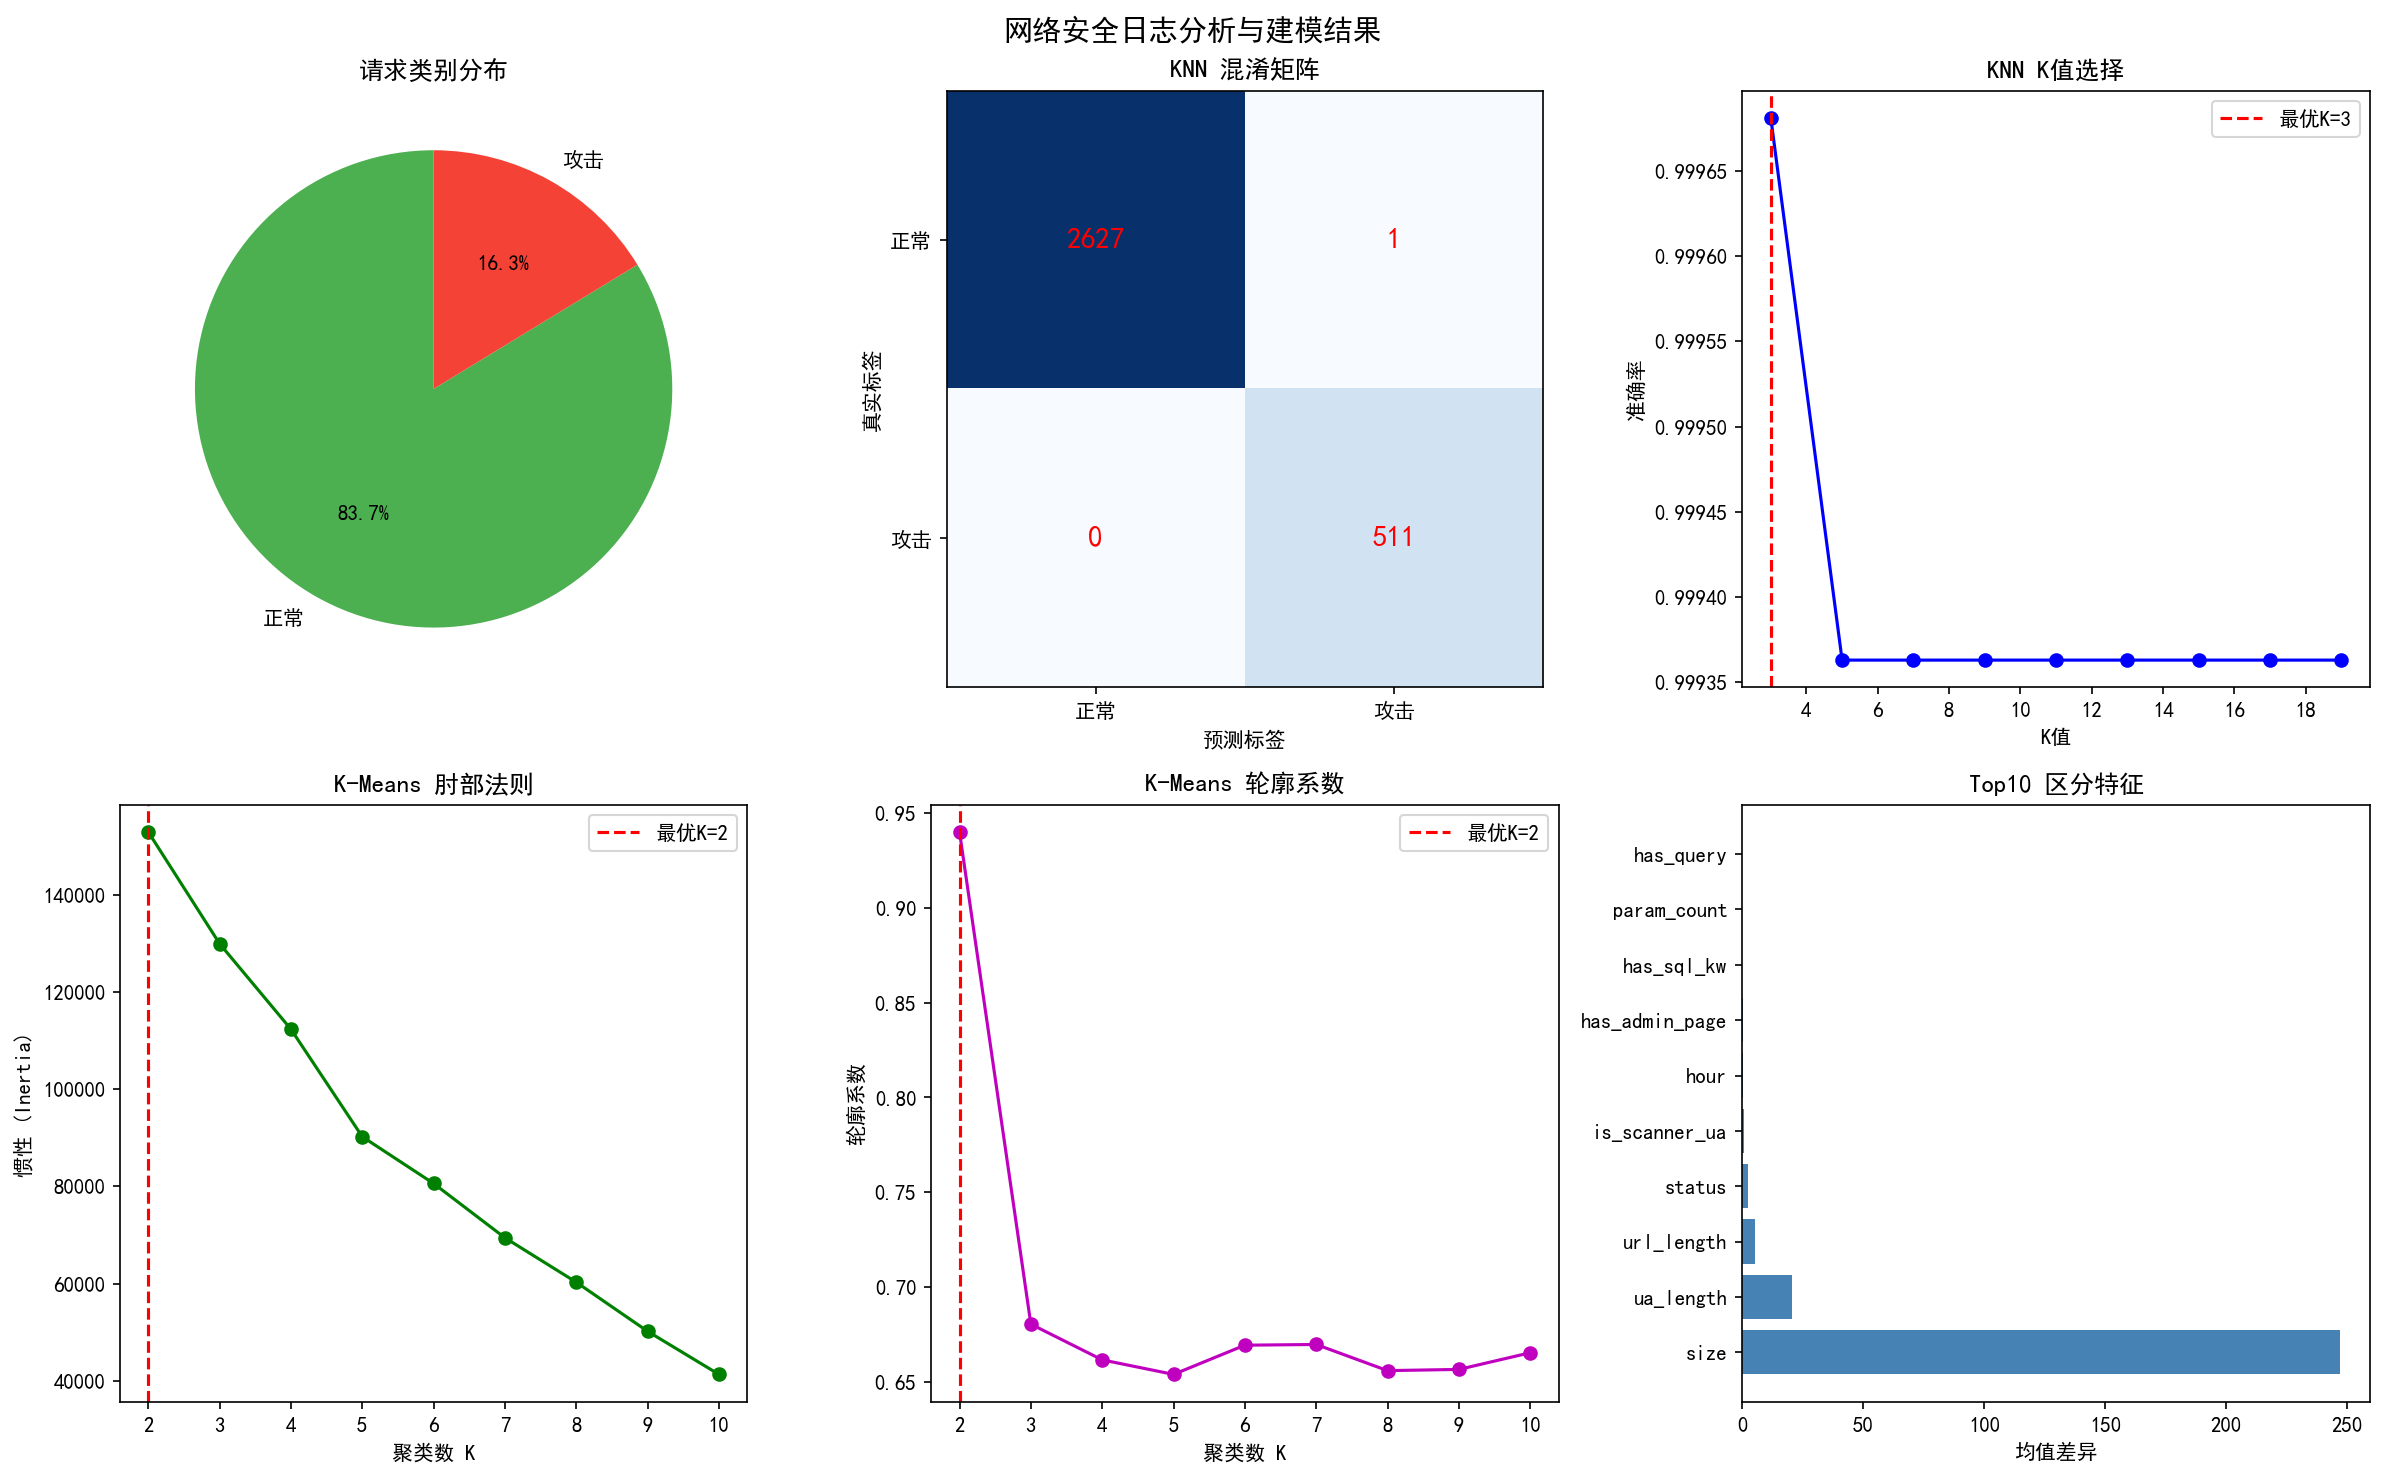 网络安全日志分析与建模结果
请求类别分布
攻击
16.3%
83.7%
正常
KNN 混淆矩阵
真实标签
正常
攻击
2627
1
0
511
正常
攻击
预测标签
KNN K值选择
最优K=3
准确率
0.99965
0.99960
0.99955
0.99950
0.99945
0.99940
0.99935
4 6 8 10 12 14 16 18
K值
K-Means 肘部法则
最优K=2
惯性 (Inertia)
140000
120000
100000
80000
60000
40000
2 3 4 5 6 7 8 9 10
聚类数 K
K-Means 轮廓系数
最优K=2
轮廓系数
0.95
0.90
0.85
0.80
0.75
0.70
0.65
2 3 4 5 6 7 8 9 10
聚类数 K
Top10 区分特征
has_query
param_count
has_sql_kw
has_admin_page
hour
is_scanner_ua
status
url_length
ua_length
size
0 50 100 150 200 250
均值差异